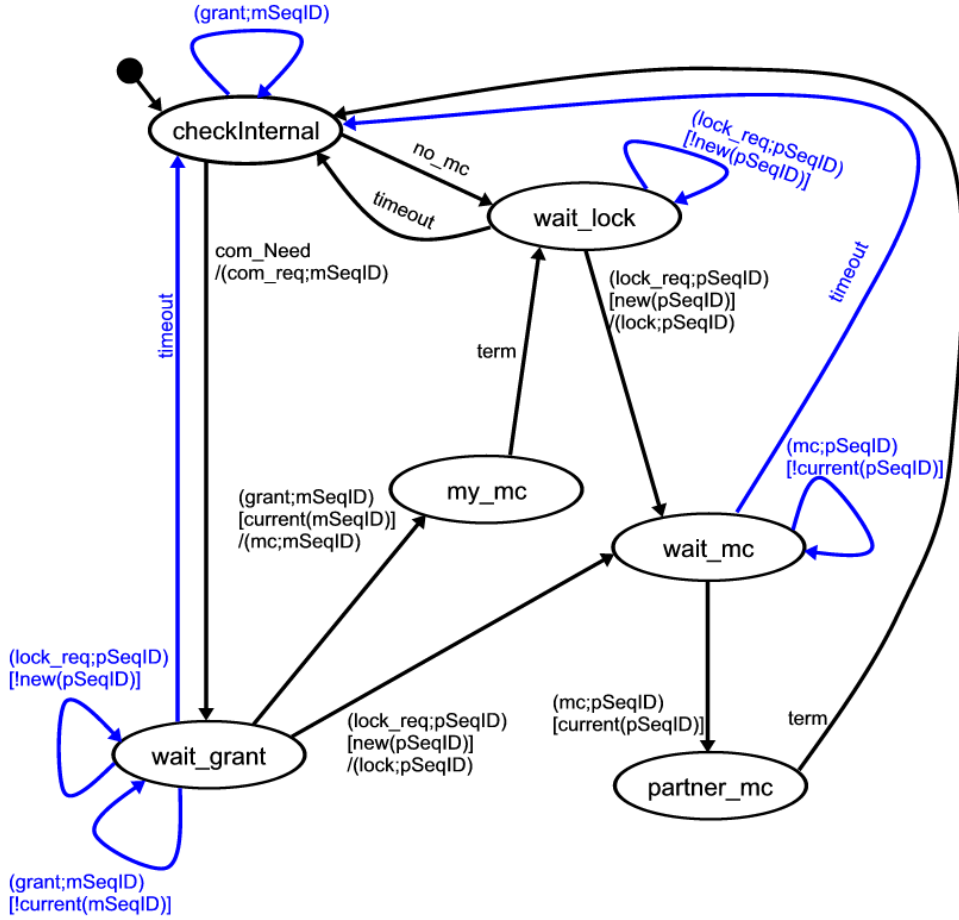 (grant;mSeqID)
checkInternal
no_mc
(lock_req;pSeqID)
[!new(pSeqID)]
timeout
wait_lock
com_Need
/(com_req;mSeqID)
(lock_req;pSeqID)
[new(pSeqID)]
/(lock;pSeqID)
timeout
timeout
term
(mc;pSeqID)
[!current(pSeqID)]
(grant;mSeqID)
[current(mSeqID)]
/(mc;mSeqID)
my_mc
wait_mc
(lock_req;pSeqID)
[!new(pSeqID)]
(mc;pSeqID)
[current(pSeqID)]
(lock_req;pSeqID)
[new(pSeqID)]
/(lock;pSeqID)
term
wait_grant
partner_mc
(grant;mSeqID)
[!current(mSeqID)]